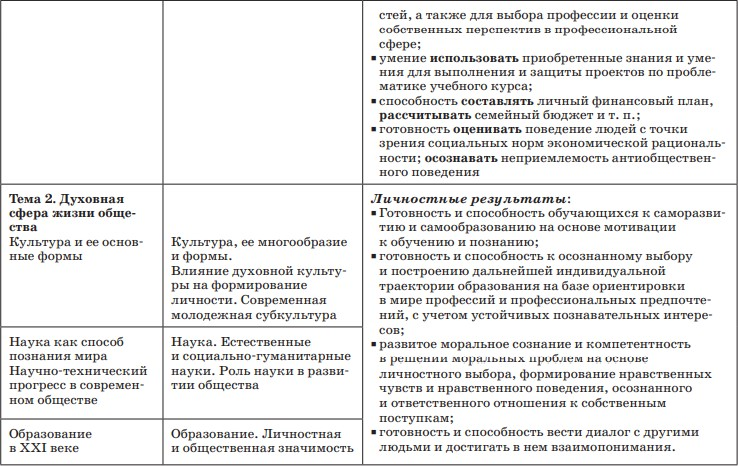 стей, а также для выбора профессии и оценки
собственных перспектив в профессиональной
сфере;
▪ умение использовать приобретенные знания и уме-
ния для выполнения и защиты проектов по пробле-
матике учебного курса;
▪ способность составлять личный финансовый план,
рассчитывать семейный бюджет и т. п.;
▪ готовность оценивать поведение людей с точки
зрения социальных норм экономической рациональ-
ности; осознавать неприемлемость антиобществен-
ного поведения
Тема 2. Духовная
сфера жизни обще-
ства
Культура и ее основ-
ные формы
Культура, ее многообразие
и формы.
Влияние духовной культу-
ры на формирование
личности. Современная
молодежная субкультура
Личностные результаты:
▪ Готовность и способность обучающихся к саморазви-
тию и самообразованию на основе мотивации
к обучению и познанию;
▪ готовность и способность к осознанному выбору
и построению дальнейшей индивидуальной
траектории образования на базе ориентировки
в мире профессий и профессиональных предпочте-
ний, с учетом устойчивых познавательных интере-
сов;
▪ развитое моральное сознание и компетентность
в решении моральных проблем на основе
личностного выбора, формирование нравственных
чувств и нравственного поведения, осознанного
и ответственного отношения к собственным
поступкам;
▪ готовность и способность вести диалог с другими
людьми и достигать в нем взаимопонимания.
Наука как способ
познания мира
Научно-технический
прогресс в современ-
ном обществе
Наука. Естественные
и социально-гуманитарные
науки. Роль науки в разви-
тии общества
Образование
в XXI веке
Образование. Личностная
и общественная значимость